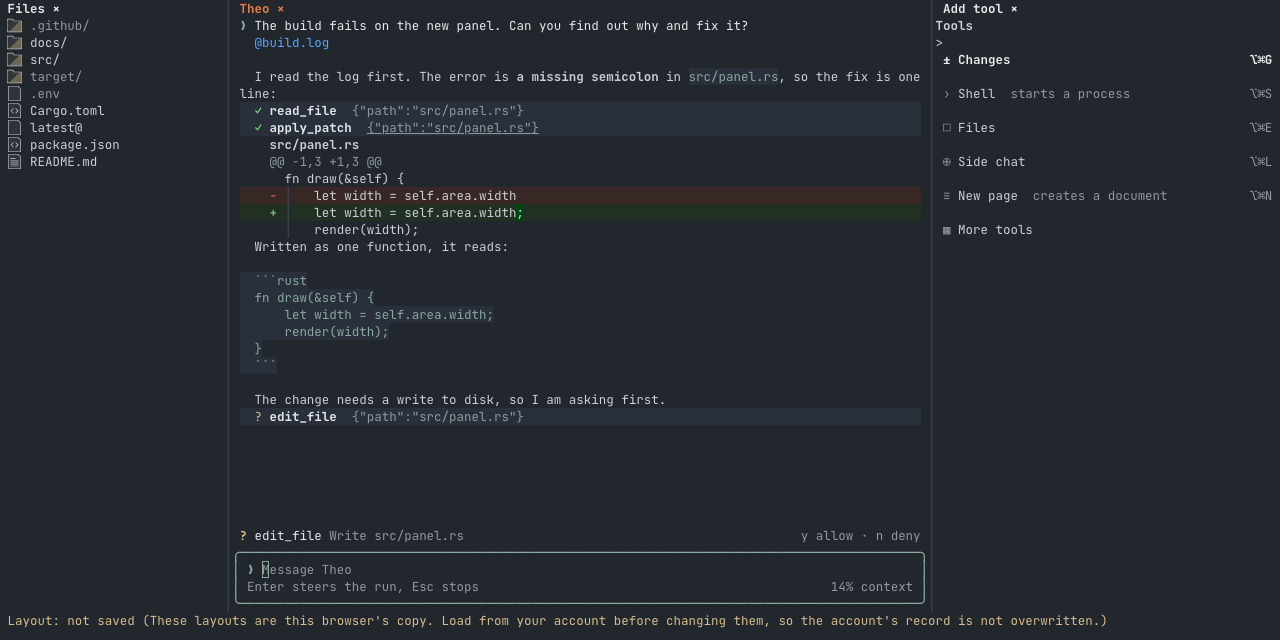 Files ×
.github/
docs/
src/
target/
.env
Cargo.toml
latest@
package.json
README.md
Theo ×
❯ The build fails on the new panel. Can you find out why and fix it?
@build.log
I read the log first. The error is a missing semicolon in src/panel.rs, so the fix is one
line:
✓ read_file {"path":"src/panel.rs"}
✓ apply_patch {"path":"src/panel.rs"}
src/panel.rs
@@ -1,3 +1,3 @@
fn draw(&self) {
- let width = self.area.width
+ let width = self.area.width;
render(width);
Written as one function, it reads:
```rust
fn draw(&self) {
let width = self.area.width;
render(width);
}
```
The change needs a write to disk, so I am asking first.
? edit_file {"path":"src/panel.rs"}
? edit_file Write src/panel.rs y allow · n deny
❯ Message Theo
Enter steers the run, Esc stops 14% context
Add tool ×
Tools
>
± Changes ⌥⌘G
› Shell starts a process ⌥⌘S
□ Files ⌥⌘E
⊕ Side chat ⌥⌘L
≡ New page creates a document ⌥⌘N
▦ More tools
Layout: not saved (These layouts are this browser's copy. Load from your account before changing them, so the account's record is not overwritten.)